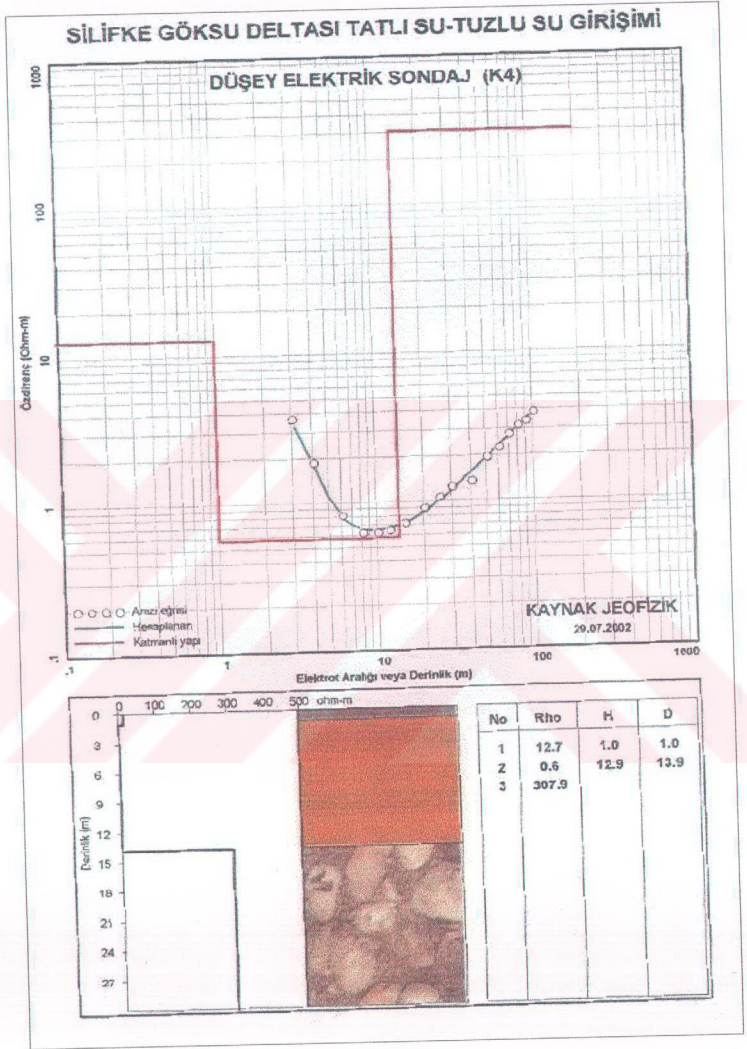 SİLİFKE GÖKSU DELTASI TATLI SU-TUZLU SU GİRİŞİMİ
DÜŞEY ELEKTRİK SONDAJ (K4)
1000
100
10
1
.1
Özdirenç (Ohm-m)
Arazi eğrisi
Hesaplanan
Katmanlı yapı
KAYNAK JEOFİZİK
29.07.2002
.1 1 10 100 1000
Elektrot Aralığı veya Derinlik (m)
0 100 200 300 400 500 ohm-m
0
3
6
9
12
15
18
21
24
27
Derinlik (m)
No Rho H D
1 12.7 1.0 1.0
2 0.6 12.9 13.9
3 307.9